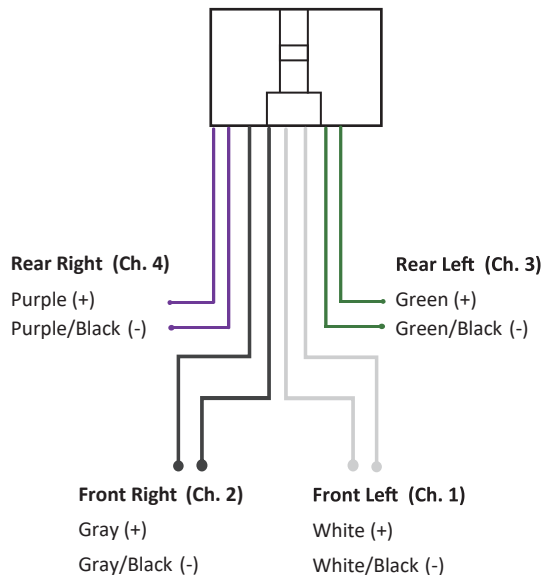 Rear Right (Ch. 4)
Purple (+)
Purple/Black (-)
Rear Left (Ch. 3)
Green (+)
Green/Black (-)
Front Right (Ch. 2)
Gray (+)
Gray/Black (-)
Front Left (Ch. 1)
White (+)
White/Black (-)